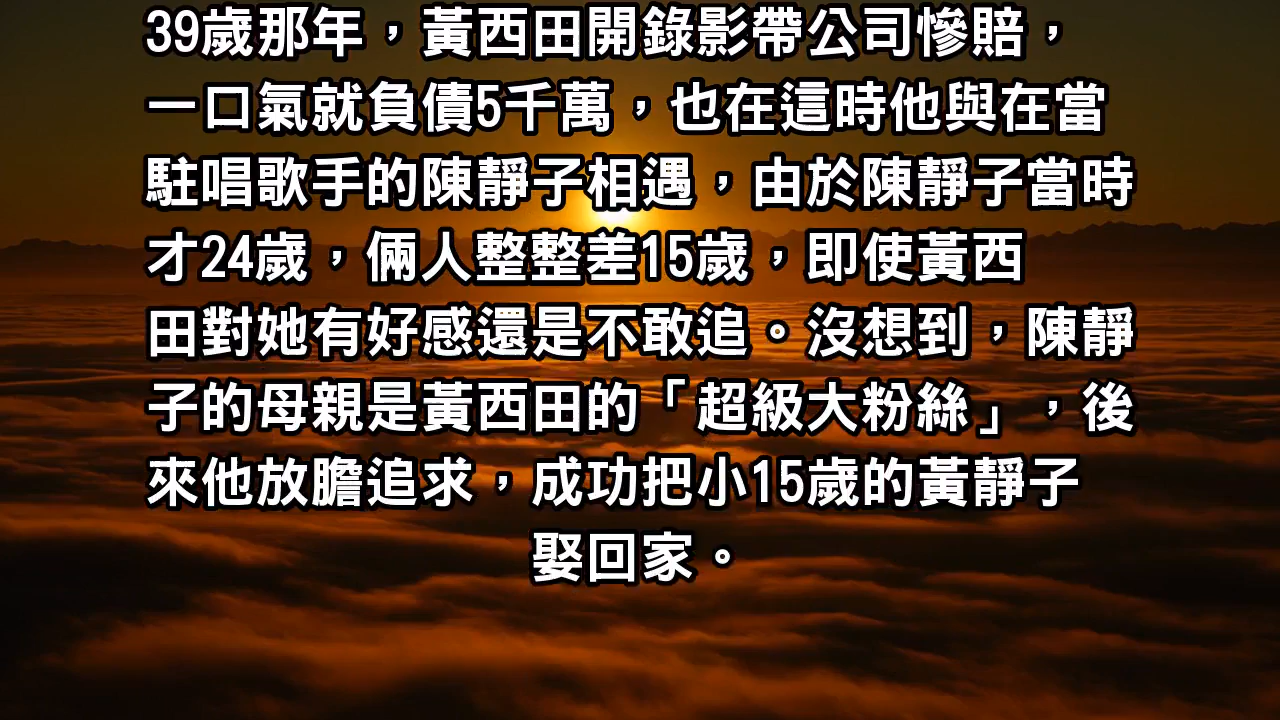 39歲那年，黃西田開錄影帶公司慘賠，
一口氣就負債5千萬，也在這時他與在當
駐唱歌手的陳靜子相遇，由於陳靜子當時
才24歲，倆人整整差15歲，即使黃西
田對她有好感還是不敢追。沒想到，陳靜
子的母親是黃西田的「超級大粉絲」，後
來他放膽追求，成功把小15歲的黃靜子
娶回家。